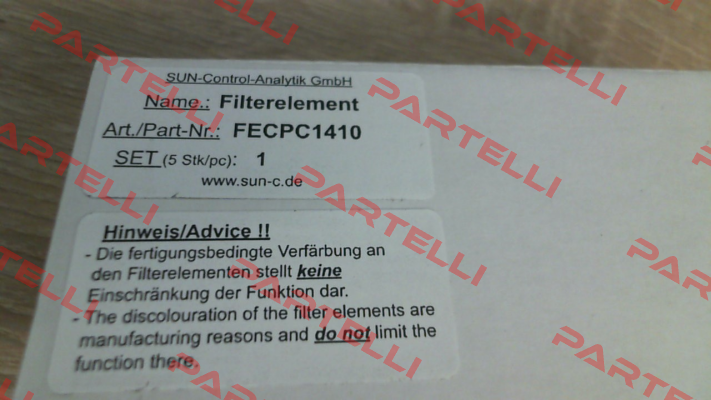 SUN-Control-Analytik GmbH
Name.: Filterelement
Art./Part-Nr.: FECPC1410
SET (5 Stk/pc): 1
www.sun-c.de
Hinweis/Advice !!
- Die fertigungsbedingte Verfärbung an
den Filterelementen stellt keine
Einschränkung der Funktion dar.
- The discolouration of the filter elements are
manufacturing reasons and do not limit the
function there.
PARTELLI
PARTELLI
PARTELLI
PARTELLI
PARTELLI
PARTELLI
PARTELLI